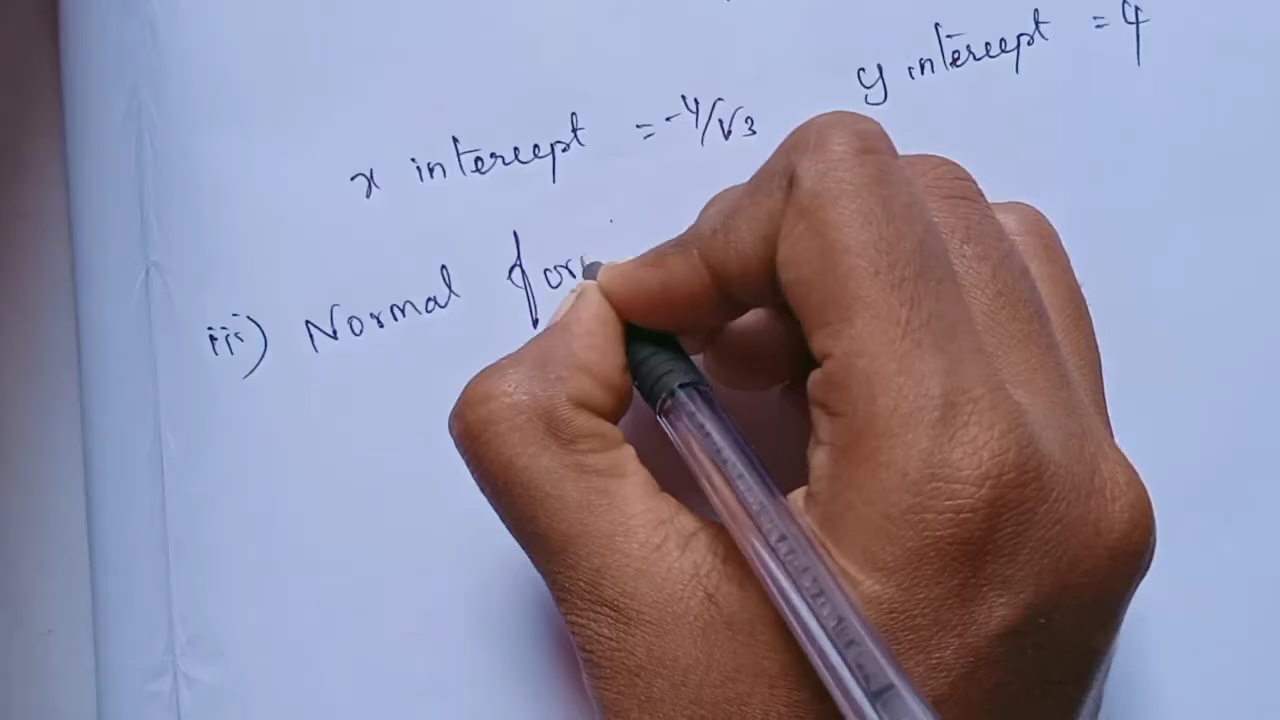 x intercept = -4/√3 y intercept = 4
iii) Normal for